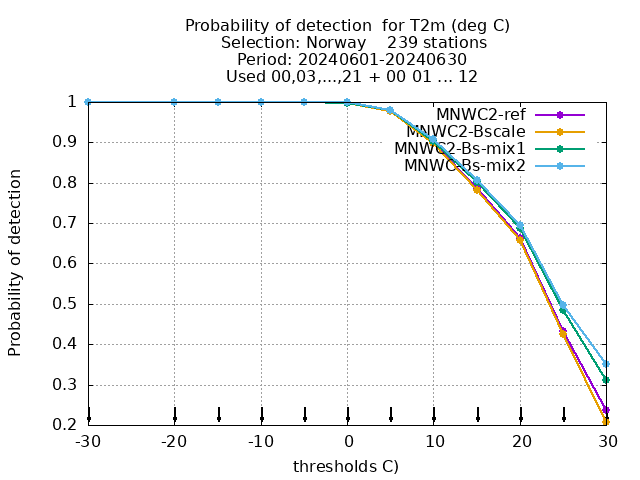 Probability of detection  for T2m (deg C)
Selection: Norway    239 stations
Period: 20240601-20240630
Used 00,03,...,21 + 00 01 ... 12
MNWC2-ref
MNWC2-Bscale
MNWC2-Bs-mix1
MNWC-Bs-mix2
Probability of detection
1
0.9
0.8
0.7
0.6
0.5
0.4
0.3
0.2
-30 -20 -10 0 10 20 30
thresholds C)